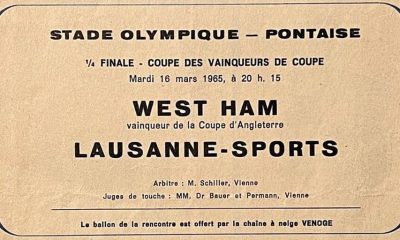 STADE OLYMPIQUE — PONTAISE
¼ FINALE - COUPE DES VAINQUEURS DE COUPE
Mardi 16 mars 1965, à 20 h. 15
WEST HAM
vainqueur de la Coupe d'Angleterre
LAUSANNE-SPORTS
Arbitre : M. Schiller, Vienne
Juges de touche : MM. Dr Bauer et Permann, Vienne
Le ballon de la rencontre est offert par la chaîne à neige VENOGE